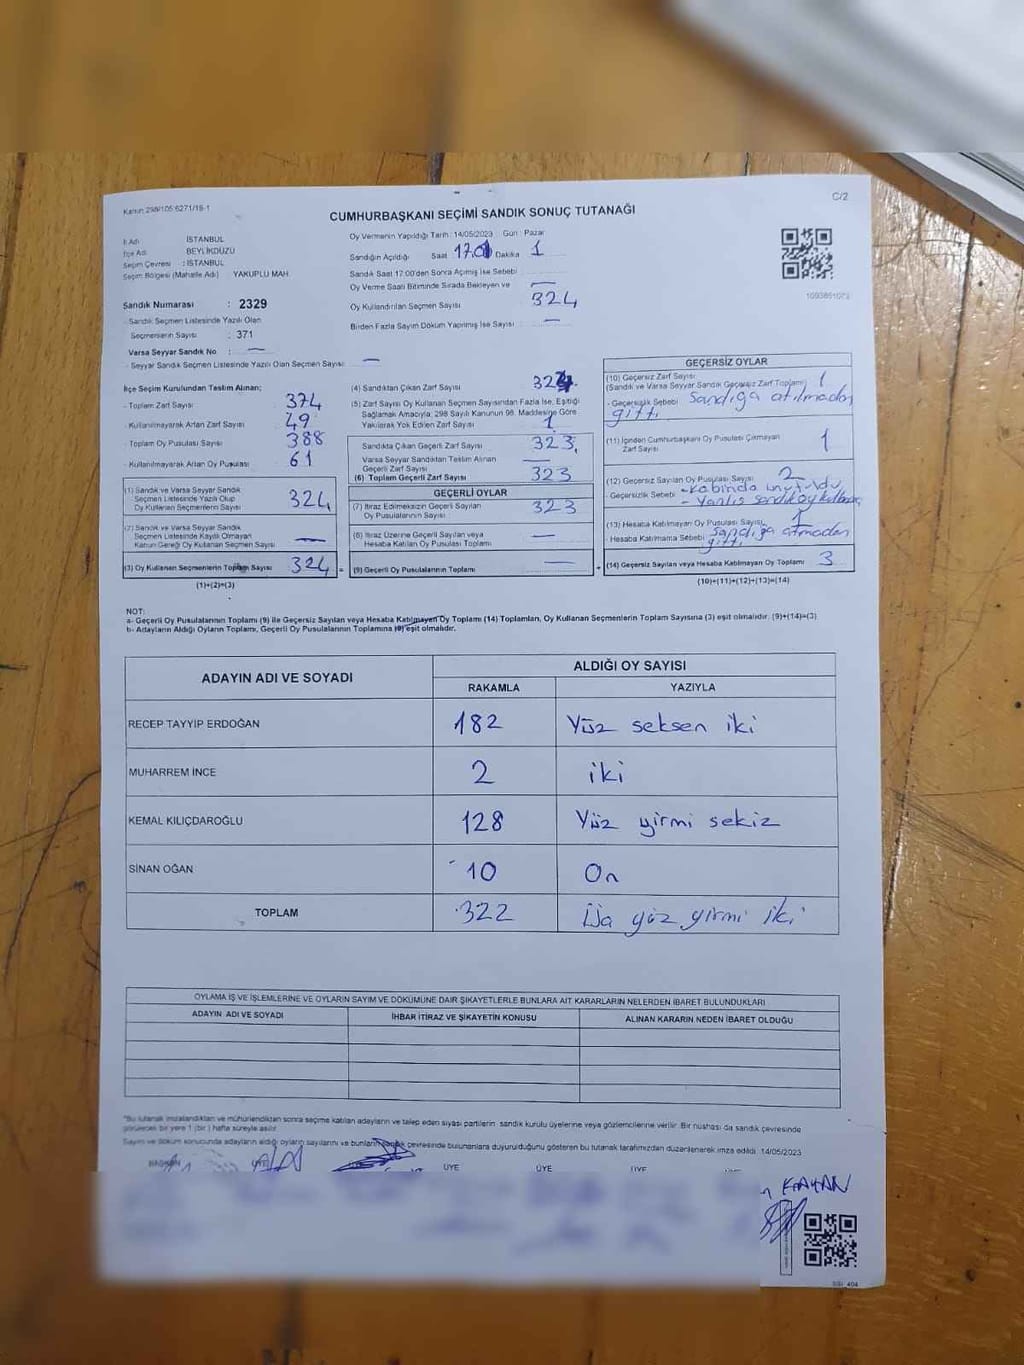 Kanun: 298/105 6271/19-1
C/2
CUMHURBAŞKANI SEÇİMİ SANDIK SONUÇ TUTANAĞI
İl Adı İSTANBUL
İlçe Adı BEYLİKDÜZÜ
Seçim Çevresi : İSTANBUL
Seçim Bölgesi (Mahalle Adı) YAKUPLU MAH.
Sandık Numarası : 2329
Sandık Seçmen Listesinde Yazılı Olan
Seçmenlerin Sayısı : 371
Varsa Seyyar Sandık No : —
Seyyar Sandık Seçmen Listesinde Yazılı Olan Seçmen Sayısı —
Oy Vermenin Yapıldığı Tarih: 14/05/2023 Gün : Pazar
Sandığın Açıldığı Saat Dakika 1
Sandık Saat 17:00'den Sonra Açılmış İse Sebebi
Oy Verme Saati Bitiminde Sırada Bekleyen ve
Oy Kullandırılan Seçmen Sayısı 324
Birden Fazla Sayım Döküm Yapılmış İse Sayısı —
1093851023
İlçe Seçim Kurulundan Teslim Alınan;
- Toplam Zarf Sayısı 374
- Kullanılmayarak Artan Zarf Sayısı 49
- Toplam Oy Pusulası Sayısı 388
- Kullanılmayarak Artan Oy Pusulası 61
(1) Sandık ve Varsa Seyyar Sandık
Seçmen Listesinde Yazılı Olup
Oy Kullanan Seçmenlerin Sayısı 324
(2) Sandık ve Varsa Seyyar Sandık
Seçmen Listesinde Kayıtlı Olmayan
Kanun Gereği Oy Kullanan Seçmen Sayısı —
(3) Oy Kullanan Seçmenlerin Toplam Sayısı 324
(1)+(2)=(3)
(4) Sandıktan Çıkan Zarf Sayısı
(5) Zarf Sayısı Oy Kullanan Seçmen Sayısından Fazla İse, Eşitliği
Sağlamak Amacıyla; 298 Sayılı Kanunun 98. Maddesine Göre
Yakılarak Yok Edilen Zarf Sayısı 1
Sandıkta Çıkan Geçerli Zarf Sayısı 323
Varsa Seyyar Sandıktan Teslim Alınan
Geçerli Zarf Sayısı —
(6) Toplam Geçerli Zarf Sayısı 323
GEÇERLİ OYLAR
(7) İtiraz Edilmeksizin Geçerli Sayılan
Oy Pusulalarının Sayısı 323
(8) İtiraz Üzerine Geçerli Sayılan veya
Hesaba Katılan Oy Pusulası Toplamı —
(9) Geçerli Oy Pusulalarının Toplamı —
GEÇERSİZ OYLAR
(10) Geçersiz Zarf Sayısı
(Sandık ve Varsa Seyyar Sandık Geçersiz Zarf Toplamı) 1
- Geçersizlik Sebebi Sandığa atılmadan
gitti
(11) İçinden Cumhurbaşkanı Oy Pusulası Çıkmayan
Zarf Sayısı 1
(12) Geçersiz Sayılan Oy Pusulası Sayısı 2
- Geçersizlik Sebebi - Kabinde unutuldu
- Yanlış sandık
(13) Hesaba Katılmayan Oy Pusulası Sayısı 1
- Hesaba Katılmama Sebebi sandığa atmadan
gitti
(14) Geçersiz Sayılan veya Hesaba Katılmayan Oy Toplamı 3
(10)+(11)+(12)+(13)=(14)
NOT:
a- Geçerli Oy Pusulalarının Toplamı (9) ile Geçersiz Sayılan veya Hesaba Katılmayan Oy Toplamı (14) Toplamları, Oy Kullanan Seçmenlerin Toplam Sayısına (3) eşit olmalıdır. (9)+(14)=(3)
b- Adayların Aldığı Oyların Toplamı, Geçerli Oy Pusulalarının Toplamına (9) eşit olmalıdır.
ADAYIN ADI VE SOYADI ALDIĞI OY SAYISI
RAKAMLA YAZIYLA
RECEP TAYYİP ERDOĞAN 182 Yüz seksen iki
MUHARREM İNCE 2 iki
KEMAL KILIÇDAROĞLU 128 Yüz yirmi sekiz
SİNAN OĞAN 10 On
TOPLAM 322 yüz yirmi iki
OYLAMA İŞ VE İŞLEMLERİNE VE OYLARIN SAYIM VE DÖKÜMÜNE DAİR ŞİKAYETLERLE BUNLARA AİT KARARLARIN NELERDEN İBARET BULUNDUKLARI
ADAYIN ADI VE SOYADI İHBAR İTİRAZ VE ŞİKAYETİN KONUSU ALINAN KARARIN NEDEN İBARET OLDUĞU
*Bu tutanak imzalandıktan ve mühürlendikten sonra seçime katılan adayların ve talep eden siyasi partilerin sandık kurulu üyelerine veya gözlemcilerine verilir. Bir nüshası da sandık çevresinde
görülecek bir yere 1 (bir) hafta süreyle asılır.
Sayım ve döküm sonucunda adayların aldığı oyların sayılarını ve bunların sandık çevresinde bulunanlara duyurulduğunu gösteren bu tutanak tarafımızdan düzenlenerek imza edildi. 14/05/2023
BAŞKAN ÜYE ÜYE ÜYE ÜYE
KAYAN